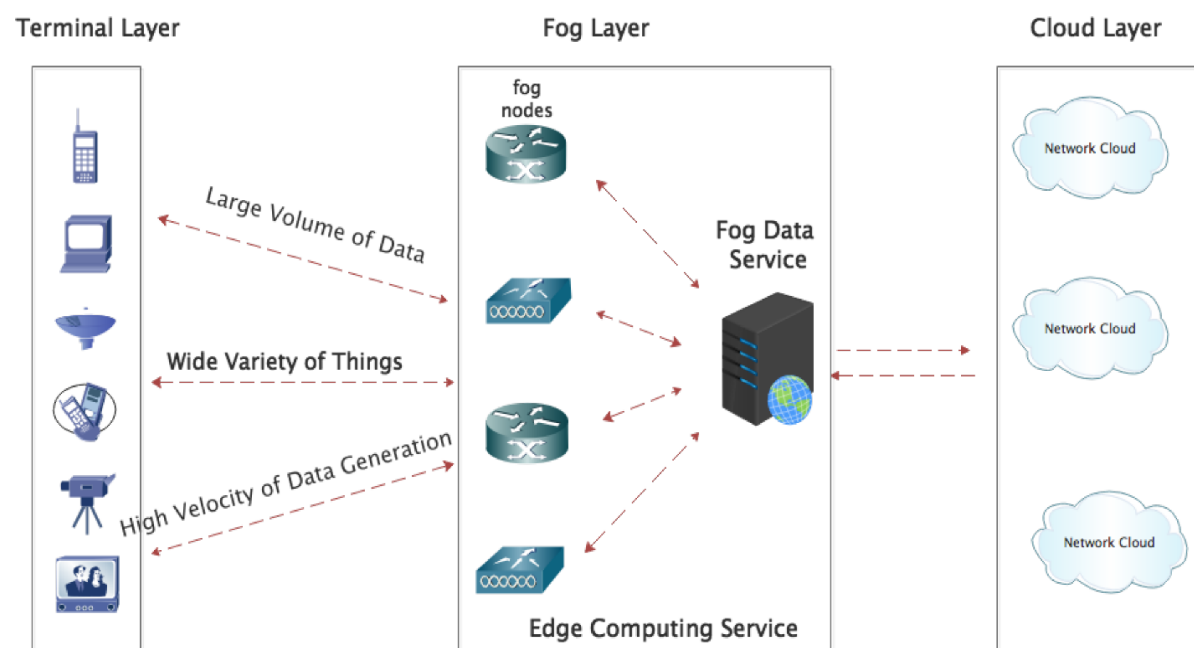 Terminal Layer
Fog Layer
Cloud Layer
fog
nodes
Large Volume of Data
Wide Variety of Things
High Velocity of Data Generation
Fog Data
Service
Edge Computing Service
Network Cloud
Network Cloud
Network Cloud